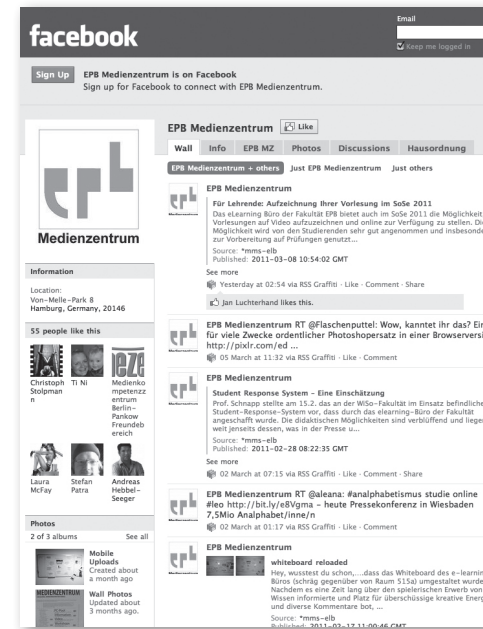 facebook
Email
Keep me logged in
Sign Up
EPB Medienzentrum is on Facebook
Sign up for Facebook to connect with EPB Medienzentrum.
epb
Medienzentrum
Information
Location:
Von-Melle-Park 8
Hamburg, Germany, 20146
55 people like this
Christoph Stolpman
n
Ti Ni
Medienko
mpetenzz
entrum
Berlin-
Pankow
Freundeb
ereich
Laura
McFay
Stefan
Patra
Andreas
Hebbel-
Seeger
Photos
2 of 3 albums
See all
Mobile
Uploads
Created about
a month ago
MEDIENZENTRUM
Wall Photos
Updated about
3 months ago.
EPB Medienzentrum
Like
Wall Info EPB MZ Photos Discussions Hausordnung
EPB Medienzentrum + others Just EPB Medienzentrum Just others
EPB Medienzentrum
Für Lehrende: Aufzeichnung Ihrer Vorlesung im SoSe 2011
Das eLearning Büro der Fakultät EPB bietet auch im SoSe 2011 die Möglichkeit
Vorlesungen auf Video aufzuzeichnen und online zur Verfügung zu stellen. Die
Möglichkeit wird von den Studierenden sehr gut angenommen und insbesonde
zur Vorbereitung auf Prüfungen genutzt...
Source: *mms-elb
Published: 2011-03-08 10:54:02 GMT
See more
Yesterday at 02:54 via RSS Graffiti · Like · Comment · Share
Jan Luchterhand likes this.
EPB Medienzentrum RT @Flaschenputtel: Wow, kanntet ihr das? Ein
für viele Zwecke ordentlicher Photoshopersatz in einer Browserversi
http://pixlr.com/ed ...
05 March at 11:32 via RSS Graffiti · Like · Comment
EPB Medienzentrum
Student Response System – Eine Einschätzung
Prof. Schnapp stellte am 15.2. das an der WiSo-Fakultät im Einsatz befindliche
Student-Response-System vor, dass durch das elearning-Büro der Fakultät
angeschafft wurde. Die didaktischen Möglichkeiten sind verblüffend und liegen
weit jenseits dessen, was in der Presse u...
Source: *mms-elb
Published: 2011-02-28 08:22:35 GMT
See more
02 March at 07:15 via RSS Graffiti · Like · Comment · Share
EPB Medienzentrum RT @aleana: #analphabetismus studie online
#leo http://bit.ly/e8Vgma – heute Pressekonferenz in Wiesbaden
7,5Mio Analphabet/inne/n
02 March at 01:17 via RSS Graffiti · Like · Comment
EPB Medienzentrum
whiteboard reloaded
Hey, wusstest du schon,....dass das Whiteboard des e-learnin
Büros (schräg gegenüber von Raum 515a) umgestaltet wurde
Nachdem es eine Zeit lang über den spielerischen Erwerb von
Wissen informierte und Platz für überschüssige kreative Energ
und diverse Kommentare bot, ...
Source: *mms-elb
Published: 2011-02-17 11:00:46 GMT